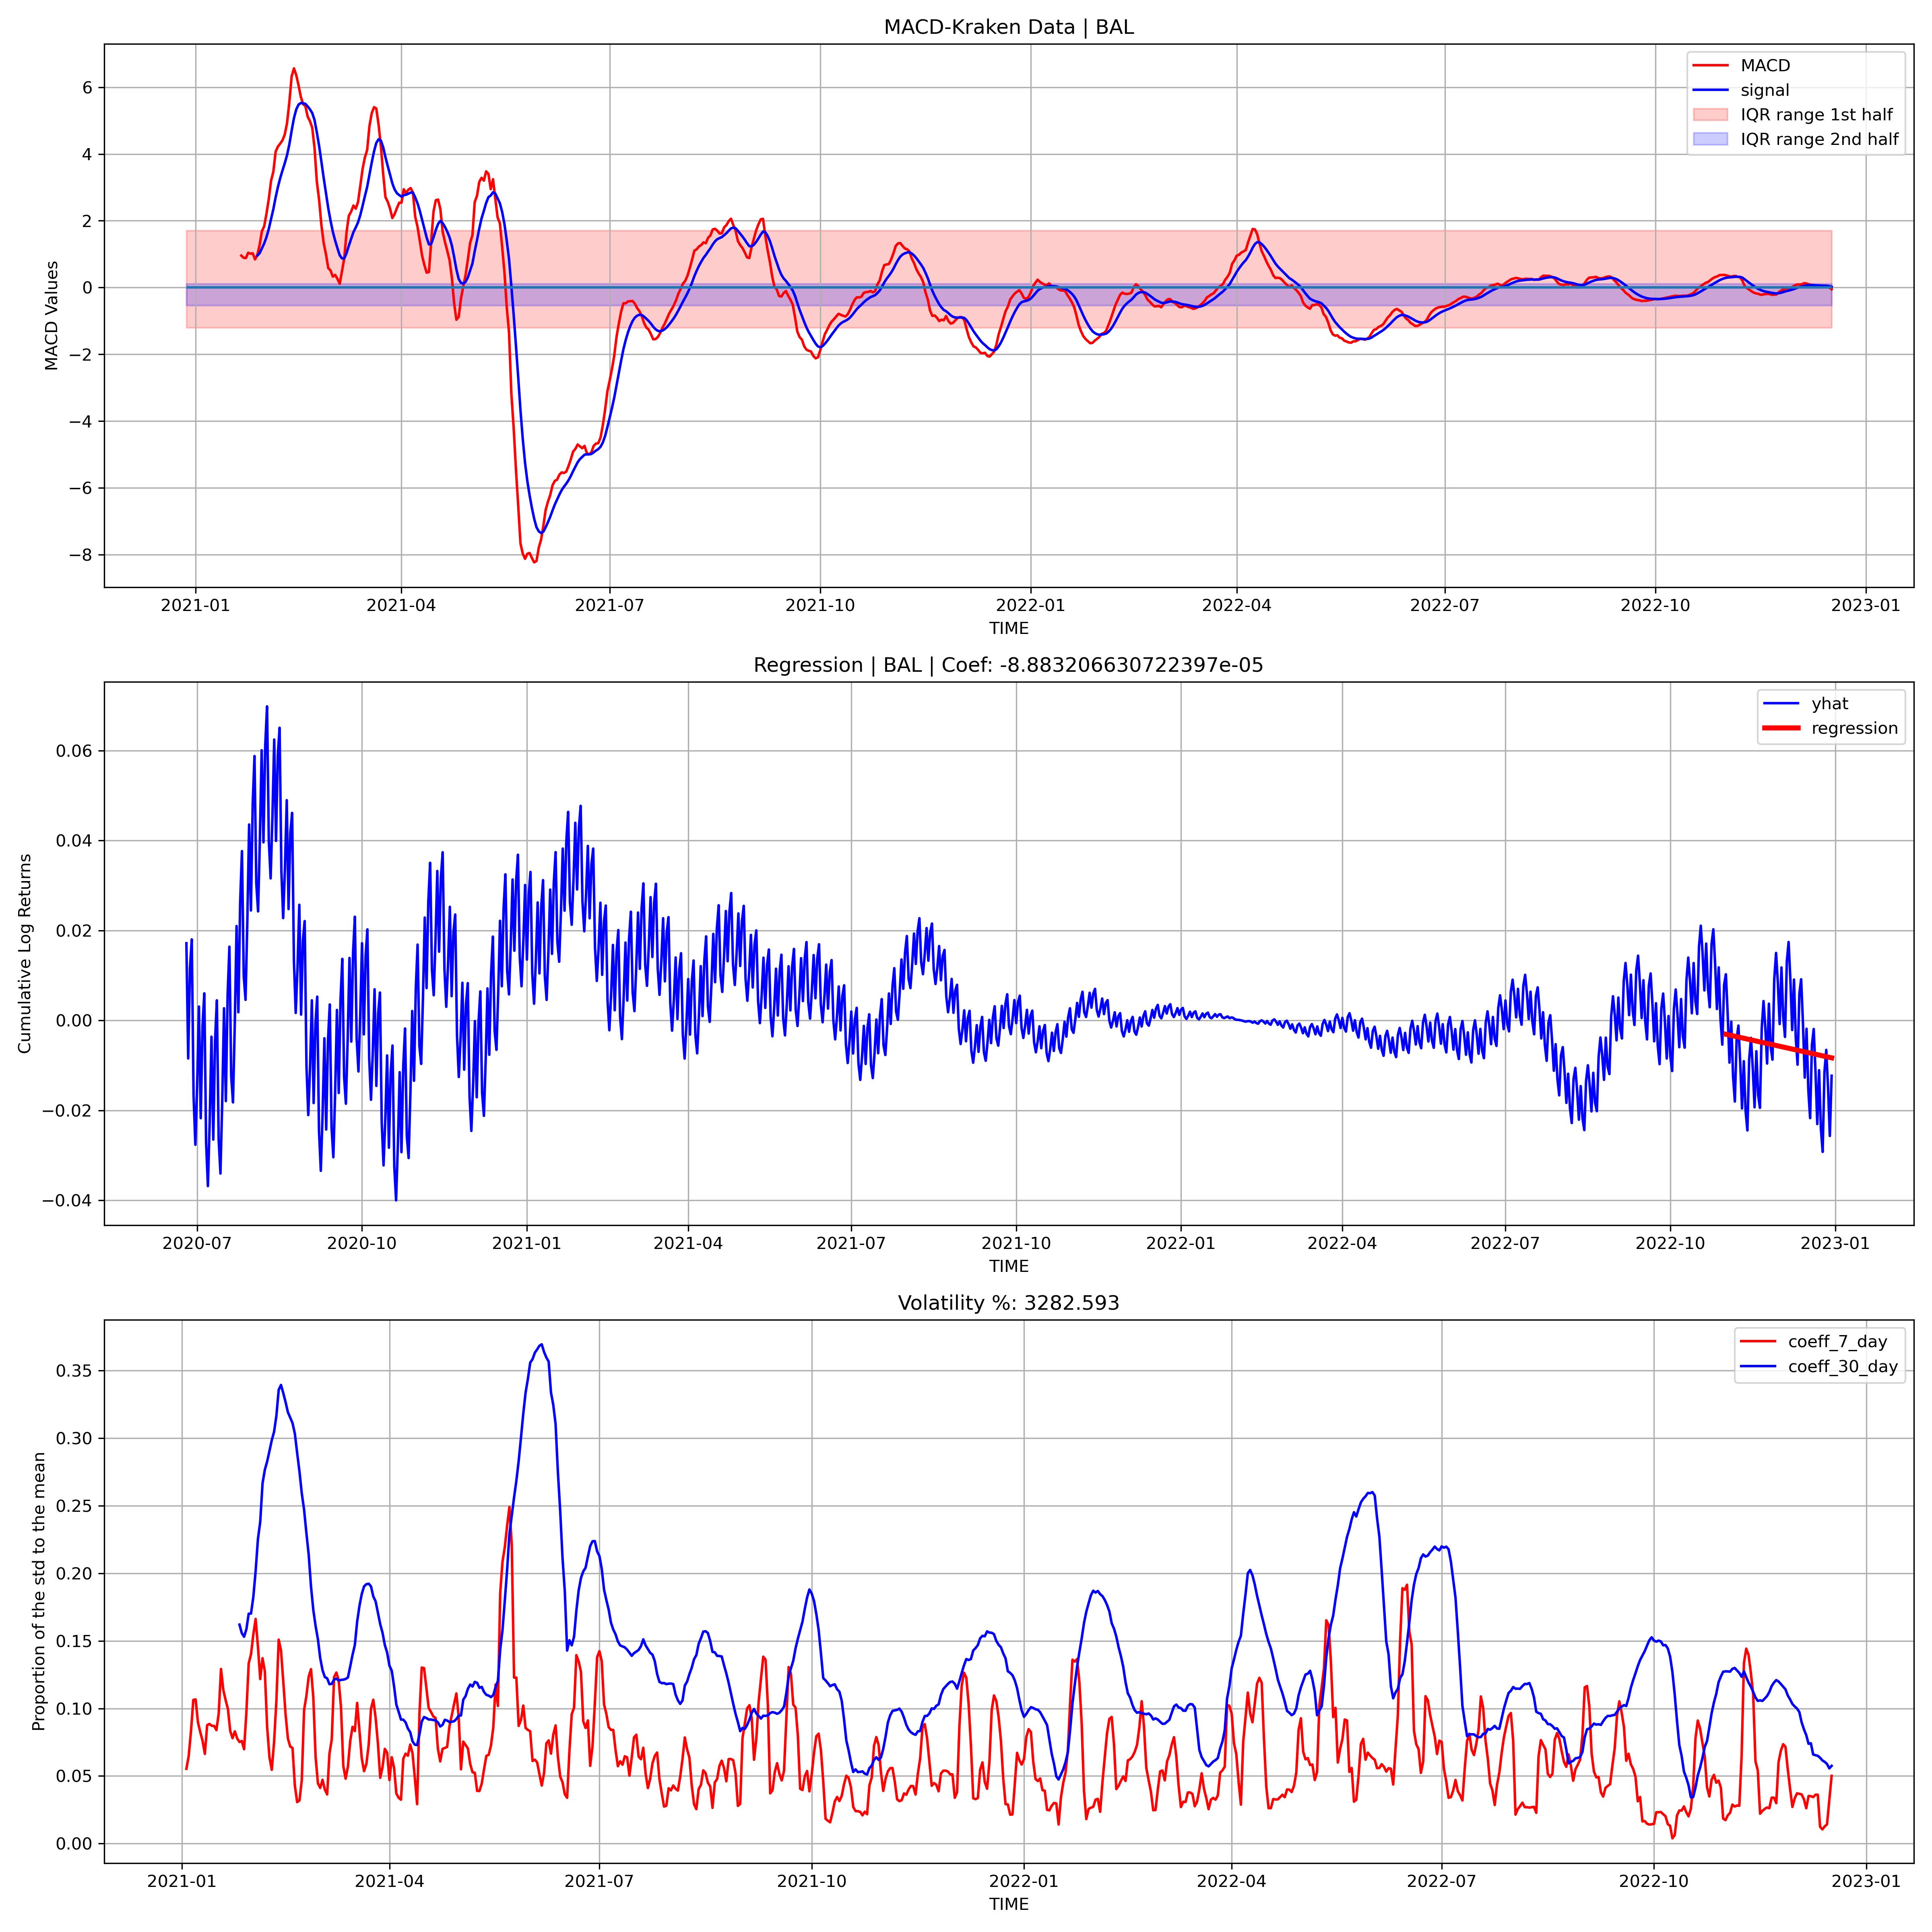 MACD-Kraken Data | BAL
MACD
signal
IQR range 1st half
IQR range 2nd half
MACD Values
6
4
2
0
−2
−4
−6
−8
2021-01 2021-04 2021-07 2021-10 2022-01 2022-04 2022-07 2022-10 2023-01
TIME
Regression | BAL | Coef: -8.883206630722397e-05
yhat
regression
Cumulative Log Returns
0.06
0.04
0.02
0.00
−0.02
−0.04
2020-07 2020-10 2021-01 2021-04 2021-07 2021-10 2022-01 2022-04 2022-07 2022-10 2023-01
TIME
Volatility %: 3282.593
coeff_7_day
coeff_30_day
Proportion of the std to the mean
0.35
0.30
0.25
0.20
0.15
0.10
0.05
0.00
2021-01 2021-04 2021-07 2021-10 2022-01 2022-04 2022-07 2022-10 2023-01
TIME